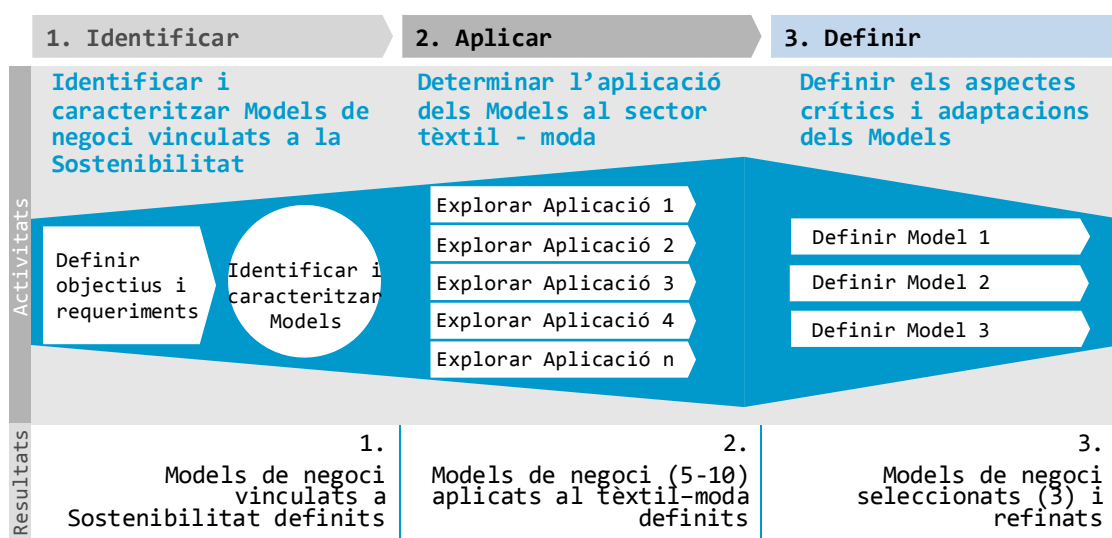 1. Identificar
2. Aplicar
3. Definir
Activitats
Identificar i
caracteritzar Models de
negoci vinculats a la
Sostenibilitat
Determinar l’aplicació
dels Models al sector
tèxtil - moda
Definir els aspectes
crítics i adaptacions
dels Models
Definir
objectius i
requeriments
Identificar i
caracteritzar
Models
Explorar Aplicació 1
Explorar Aplicació 2
Explorar Aplicació 3
Explorar Aplicació 4
Explorar Aplicació n
Definir Model 1
Definir Model 2
Definir Model 3
Resultats
1.
Models de negoci
vinculats a
Sostenibilitat definits
2.
Models de negoci (5-10)
aplicats al tèxtil–moda
definits
3.
Models de negoci
seleccionats (3) i
refinats